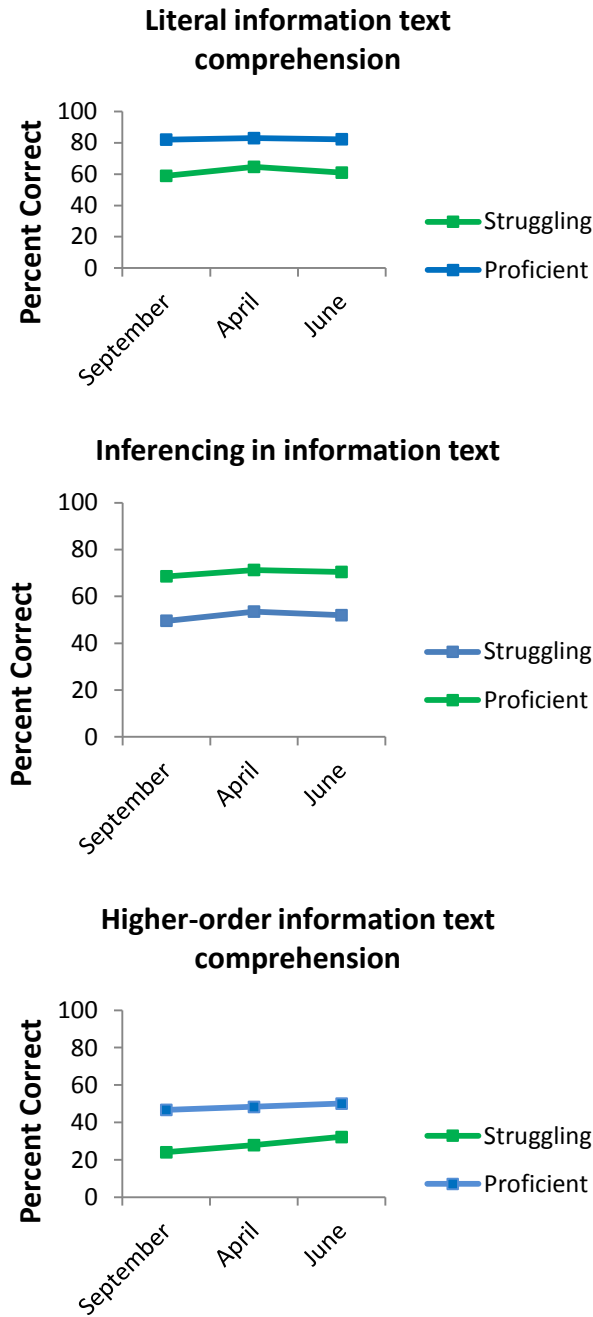 Literal information text
comprehension
Percent Correct
100
80
60
40
20
0
September
April
June
Struggling
Proficient
Inferencing in information text
Percent Correct
100
80
60
40
20
0
September
April
June
Struggling
Proficient
Higher-order information text
comprehension
Percent Correct
100
80
60
40
20
0
September
April
June
Struggling
Proficient